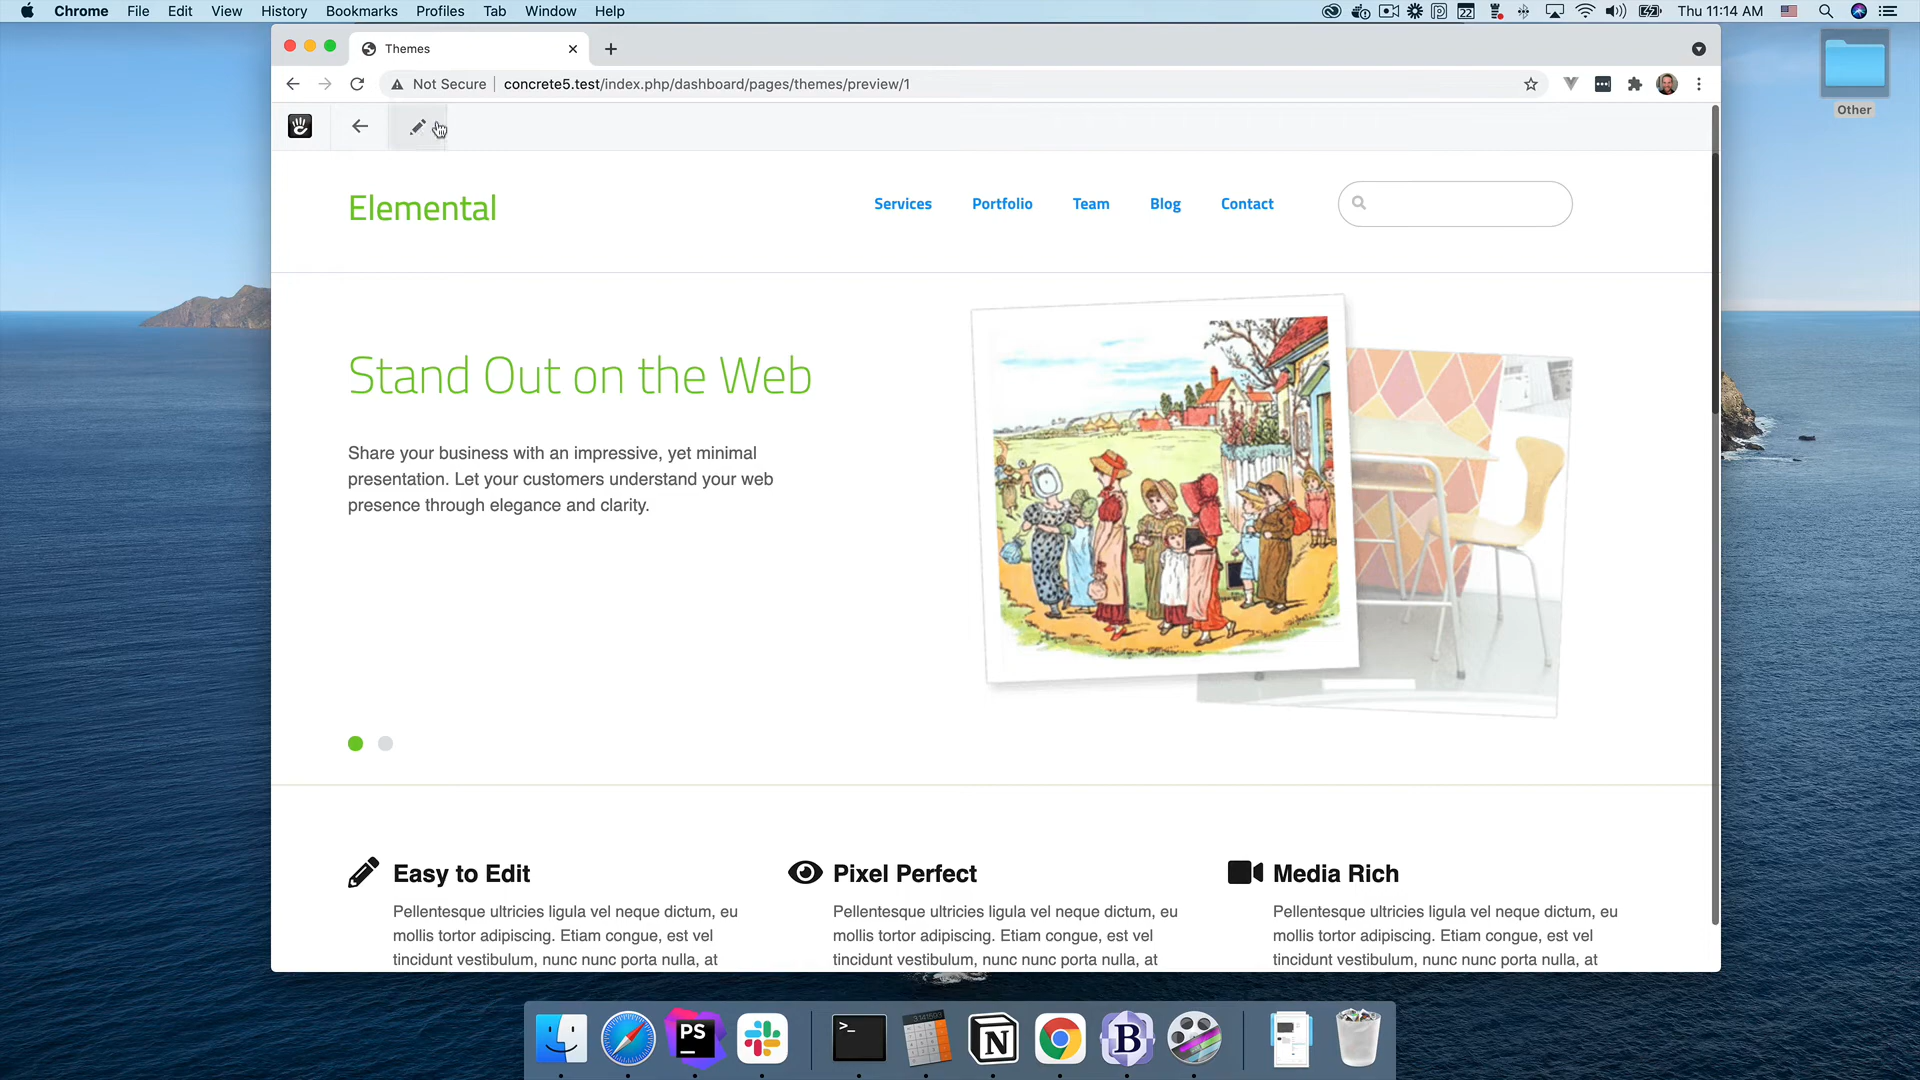 Chrome File Edit View History Bookmarks Profiles Tab Window Help
22
Thu 11:14 AM
Themes
Not Secure concrete5.test/index.php/dashboard/pages/themes/preview/1
Other
Elemental
Services Portfolio Team Blog Contact
Stand Out on the Web
Share your business with an impressive, yet minimal
presentation. Let your customers understand your web
presence through elegance and clarity.
Easy to Edit
Pellentesque ultricies ligula vel neque dictum, eu
mollis tortor adipiscing. Etiam congue, est vel
tincidunt vestibulum, nunc nunc porta nulla, at
Pixel Perfect
Pellentesque ultricies ligula vel neque dictum, eu
mollis tortor adipiscing. Etiam congue, est vel
tincidunt vestibulum, nunc nunc porta nulla, at
Media Rich
Pellentesque ultricies ligula vel neque dictum, eu
mollis tortor adipiscing. Etiam congue, est vel
tincidunt vestibulum, nunc nunc porta nulla, at
PS
>_
N
B